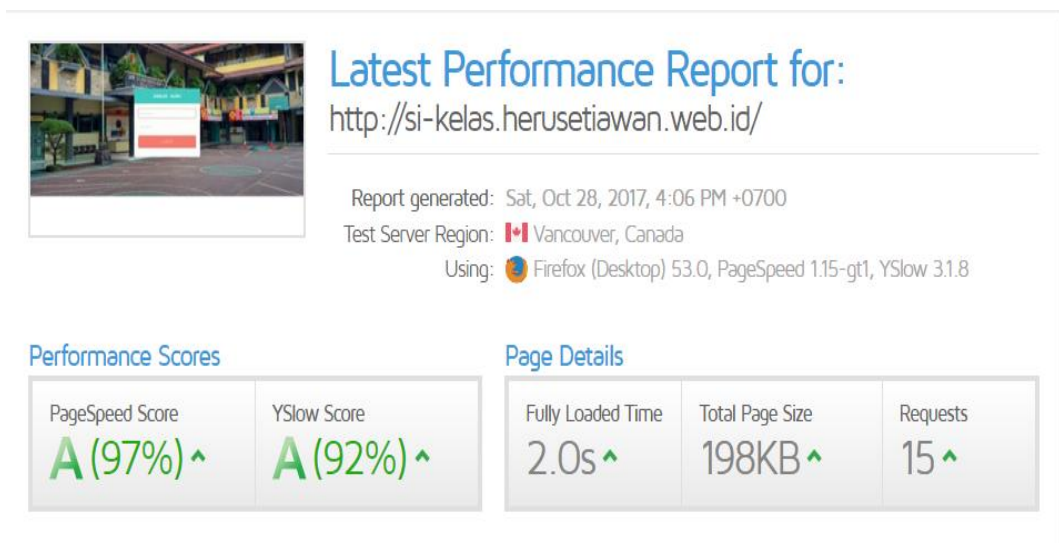 Latest Performance Report for:
http://si-kelas.herusetiawan.web.id/
Report generated: Sat, Oct 28, 2017, 4:06 PM +0700
Test Server Region: Vancouver, Canada
Using: Firefox (Desktop) 53.0, PageSpeed 1.15-gt1, YSlow 3.1.8
Performance Scores
PageSpeed Score
A (97%)
YSlow Score
A (92%)
Page Details
Fully Loaded Time
2.0s
Total Page Size
198KB
Requests
15